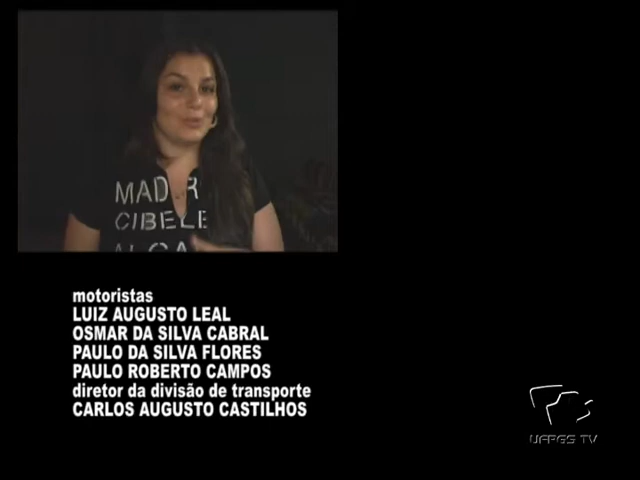 MAD R
CIBELE
motoristas
LUIZ AUGUSTO LEAL
OSMAR DA SILVA CABRAL
PAULO DA SILVA FLORES
PAULO ROBERTO CAMPOS
diretor da divisão de transporte
CARLOS AUGUSTO CASTILHOS
UFRGS TV